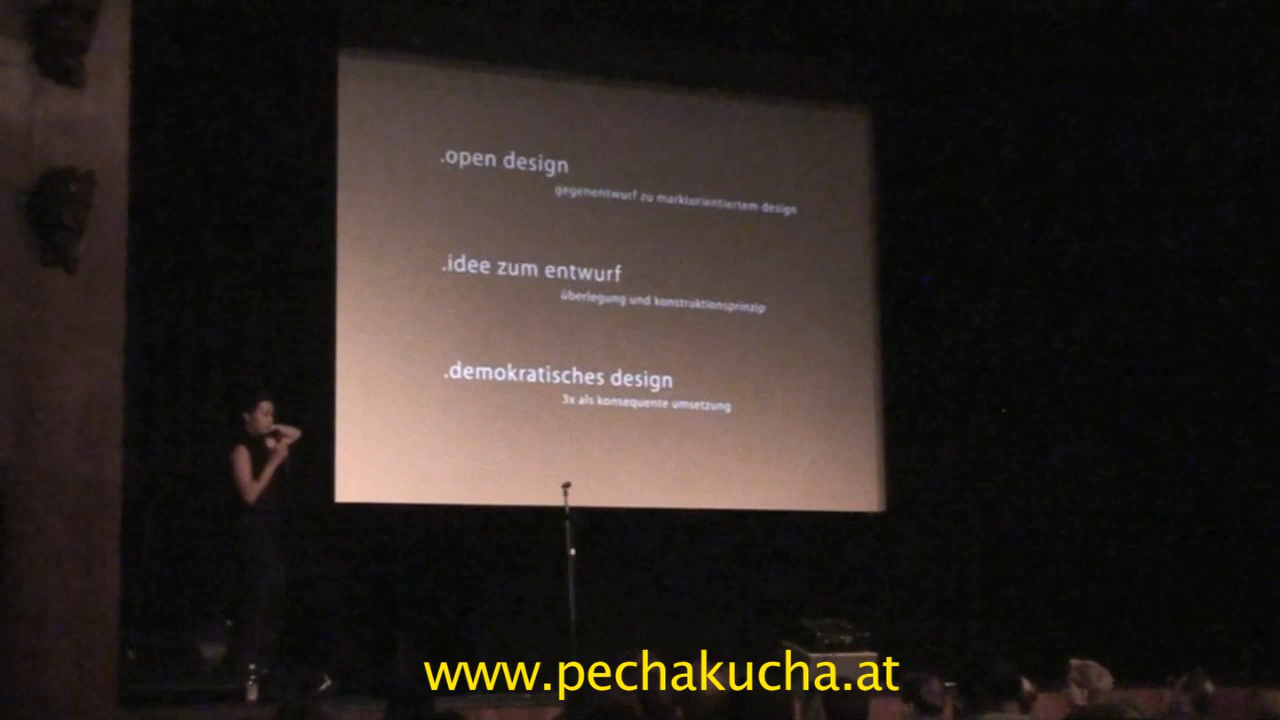 .open design
gegenentwurf zu marktorientiertem design
.idee zum entwurf
überlegung und konstruktionsprinzip
.demokratisches design
3x als konsequente umsetzung
www.pechakucha.at